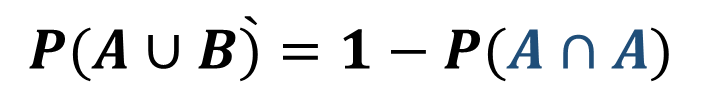 P(A ∪ B)̀ = 1 − P(A ∩ A)